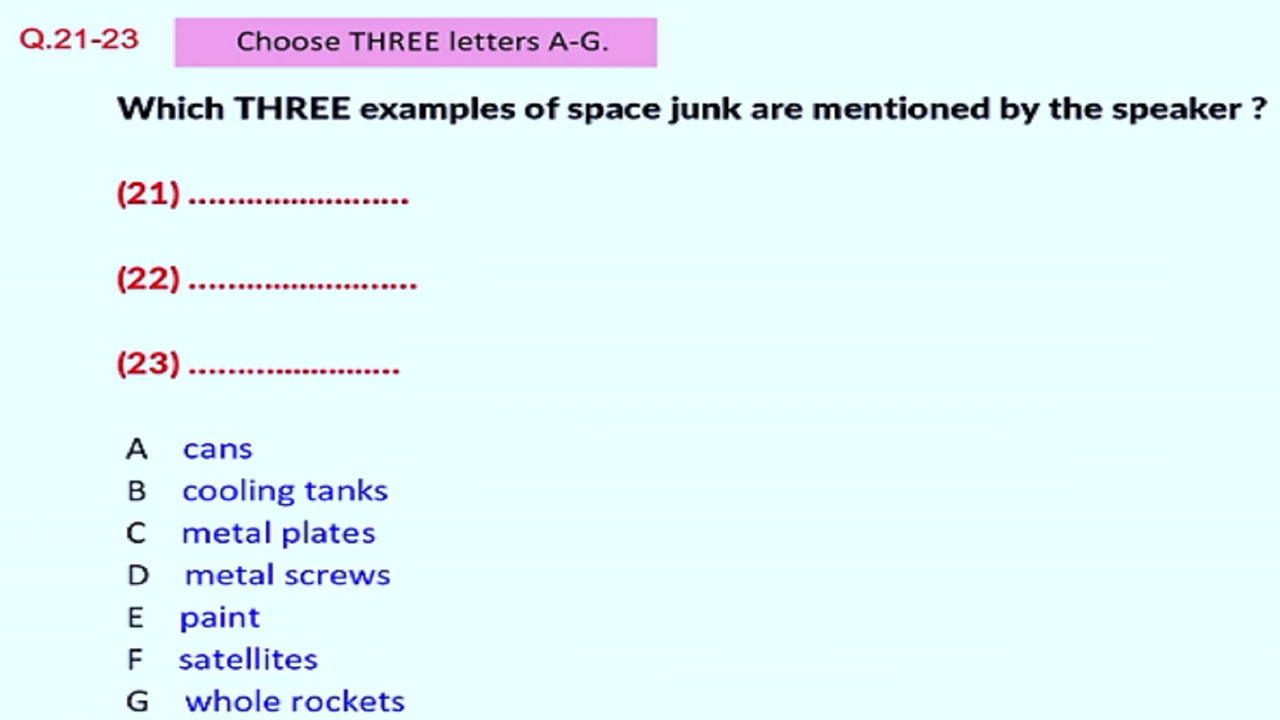 Q.21-23 Choose THREE letters A-G.
Which THREE examples of space junk are mentioned by the speaker ?
(21) ........................
(22) .........................
(23) .......................
A cans
B cooling tanks
C metal plates
D metal screws
E paint
F satellites
G whole rockets